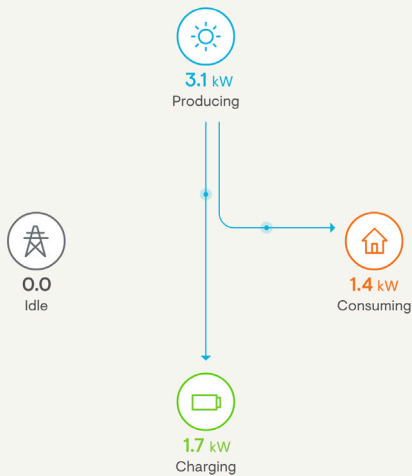 3.1 kW
Producing
0.0
Idle
1.4 kW
Consuming
1.7 kW
Charging